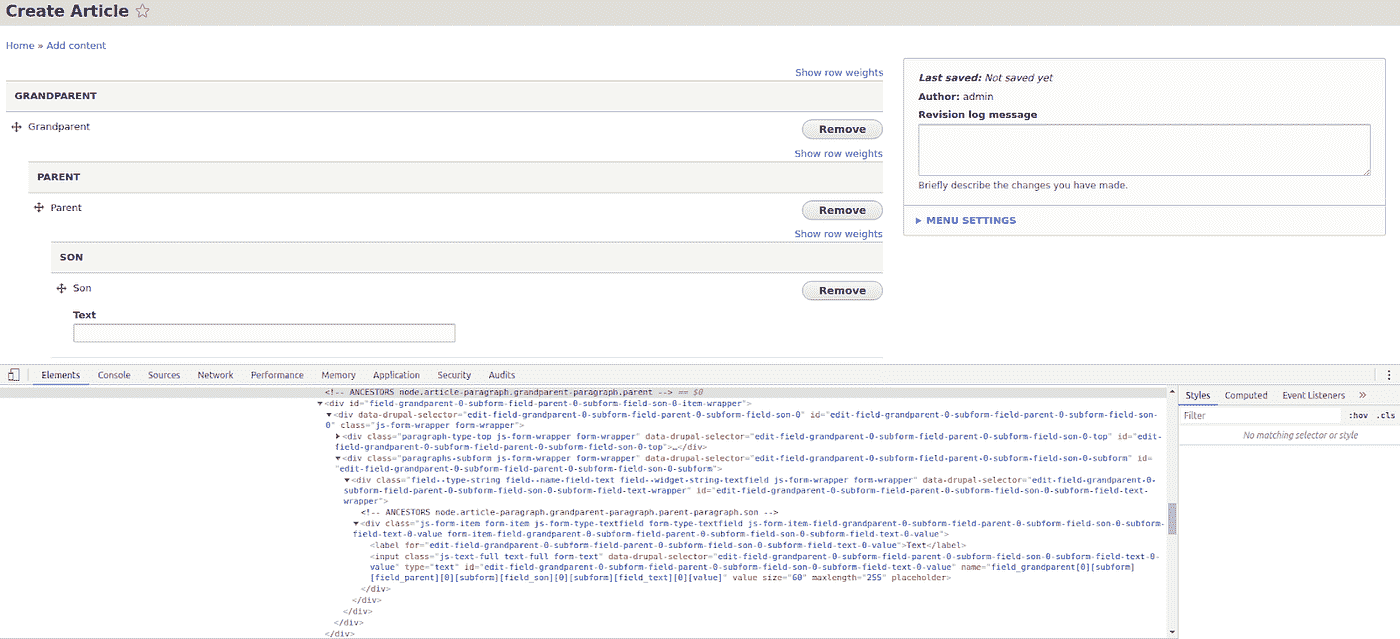 Create Article
Home » Add content
Show row weights
GRANDPARENT
Grandparent
Remove
Show row weights
PARENT
Parent
Remove
Show row weights
SON
Son
Remove
Text
Last saved: Not saved yet
Author: admin
Revision log message
Briefly describe the changes you have made.
MENU SETTINGS
Elements Console Sources Network Performance Memory Application Security Audits
<!-- ANCESTORS node.article-paragraph.grandparent-paragraph.parent --> == $0
<div id="field-grandparent-0-subform-field-parent-0-subform-field-son-0-item-wrapper">
<div data-drupal-selector="edit-field-grandparent-0-subform-field-parent-0-subform-field-son-0" id="edit-field-grandparent-0-subform-field-parent-0-subform-field-son-
0" class="js-form-wrapper form-wrapper">
<div class="paragraph-type-top js-form-wrapper form-wrapper" data-drupal-selector="edit-field-grandparent-0-subform-field-parent-0-subform-field-son-0-top" id="edit-
field-grandparent-0-subform-field-parent-0-subform-field-son-0-top">…</div>
<div class="paragraphs-subform js-form-wrapper form-wrapper" data-drupal-selector="edit-field-grandparent-0-subform-field-parent-0-subform-field-son-0-subform" id=
"edit-field-grandparent-0-subform-field-parent-0-subform-field-son-0-subform">
<div class="field--type-string field--name-field-text field--widget-string-textfield js-form-wrapper form-wrapper" data-drupal-selector="edit-field-grandparent-0-
subform-field-parent-0-subform-field-son-0-subform-field-text-wrapper" id="edit-field-grandparent-0-subform-field-parent-0-subform-field-son-0-subform-field-text-
wrapper">
<!-- ANCESTORS node.article-paragraph.grandparent-paragraph.parent-paragraph.son -->
<div class="js-form-item form-item js-form-type-textfield form-type-textfield js-form-item-field-grandparent-0-subform-field-parent-0-subform-field-son-0-subform-
field-text-0-value form-item-field-grandparent-0-subform-field-parent-0-subform-field-son-0-subform-field-text-0-value">
<label for="edit-field-grandparent-0-subform-field-parent-0-subform-field-son-0-subform-field-text-0-value">Text</label>
<input class="js-text-full text-full form-text" data-drupal-selector="edit-field-grandparent-0-subform-field-parent-0-subform-field-son-0-subform-field-text-0-
value" type="text" id="edit-field-grandparent-0-subform-field-parent-0-subform-field-son-0-subform-field-text-0-value" name="field_grandparent[0][subform]
[field_parent][0][subform][field_son][0][subform][field_text][0][value]" value size="60" maxlength="255" placeholder>
</div>
</div>
</div>
</div>
</div>
Styles Computed Event Listeners »
Filter :hov .cls
No matching selector or style